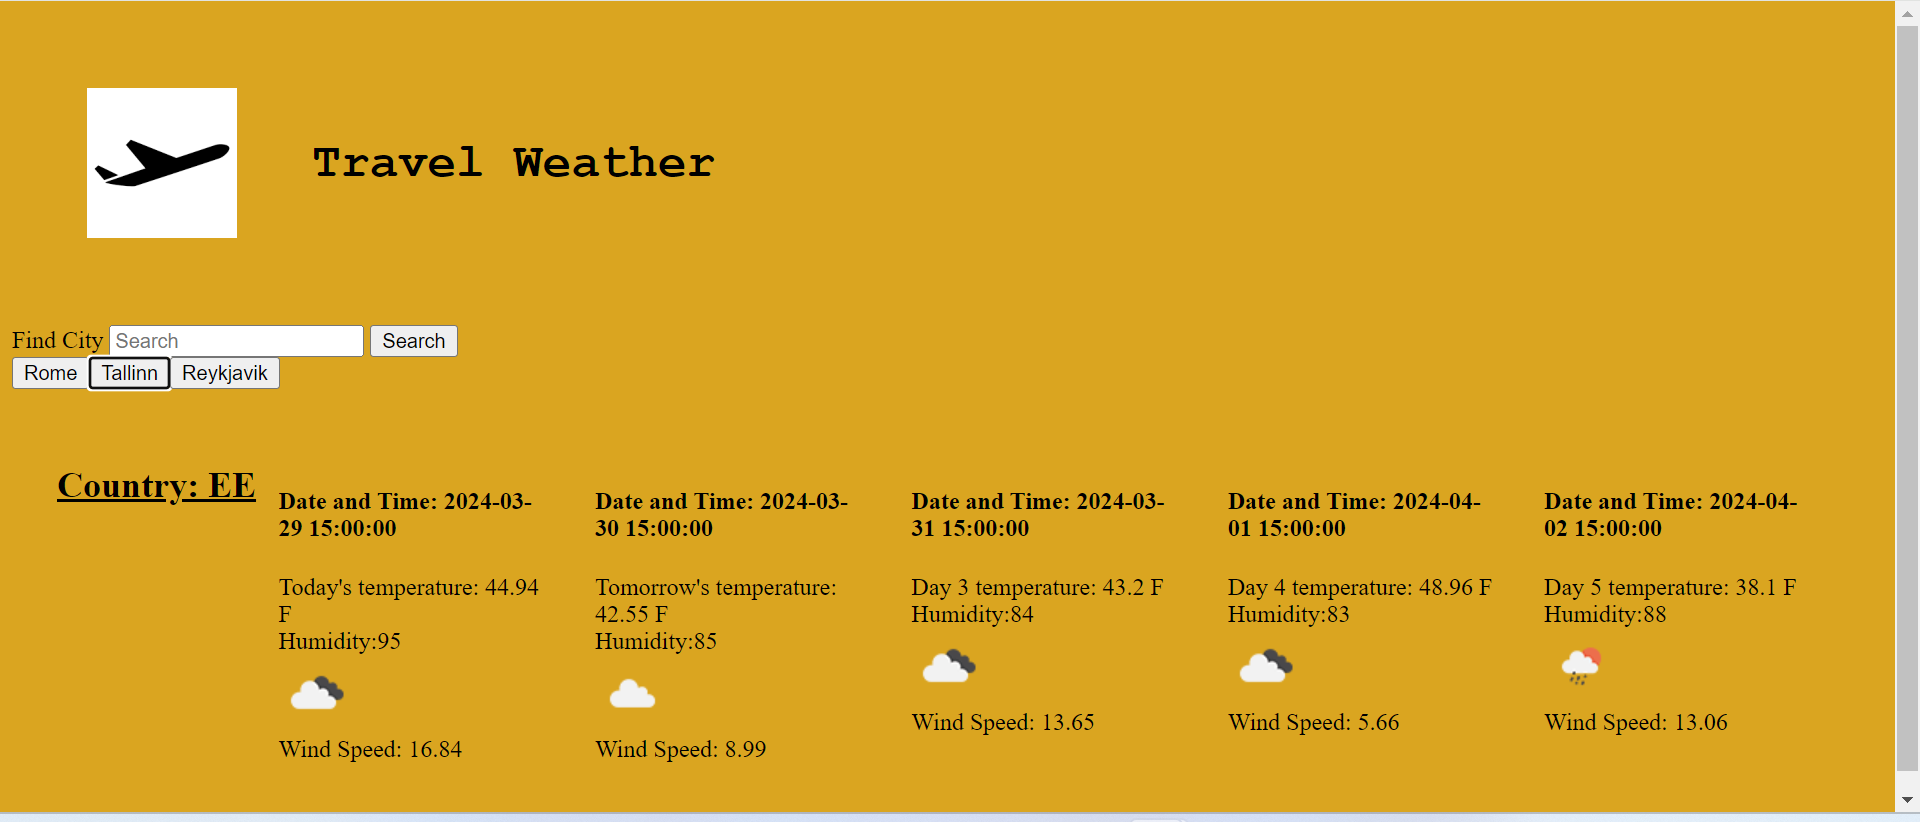 Travel Weather
Find City Search Search
Rome Tallinn Reykjavik
Country: EE
Date and Time: 2024-03-
29 15:00:00
Today's temperature: 44.94
F
Humidity:95
Wind Speed: 16.84
Date and Time: 2024-03-
30 15:00:00
Tomorrow's temperature:
42.55 F
Humidity:85
Wind Speed: 8.99
Date and Time: 2024-03-
31 15:00:00
Day 3 temperature: 43.2 F
Humidity:84
Wind Speed: 13.65
Date and Time: 2024-04-
01 15:00:00
Day 4 temperature: 48.96 F
Humidity:83
Wind Speed: 5.66
Date and Time: 2024-04-
02 15:00:00
Day 5 temperature: 38.1 F
Humidity:88
Wind Speed: 13.06